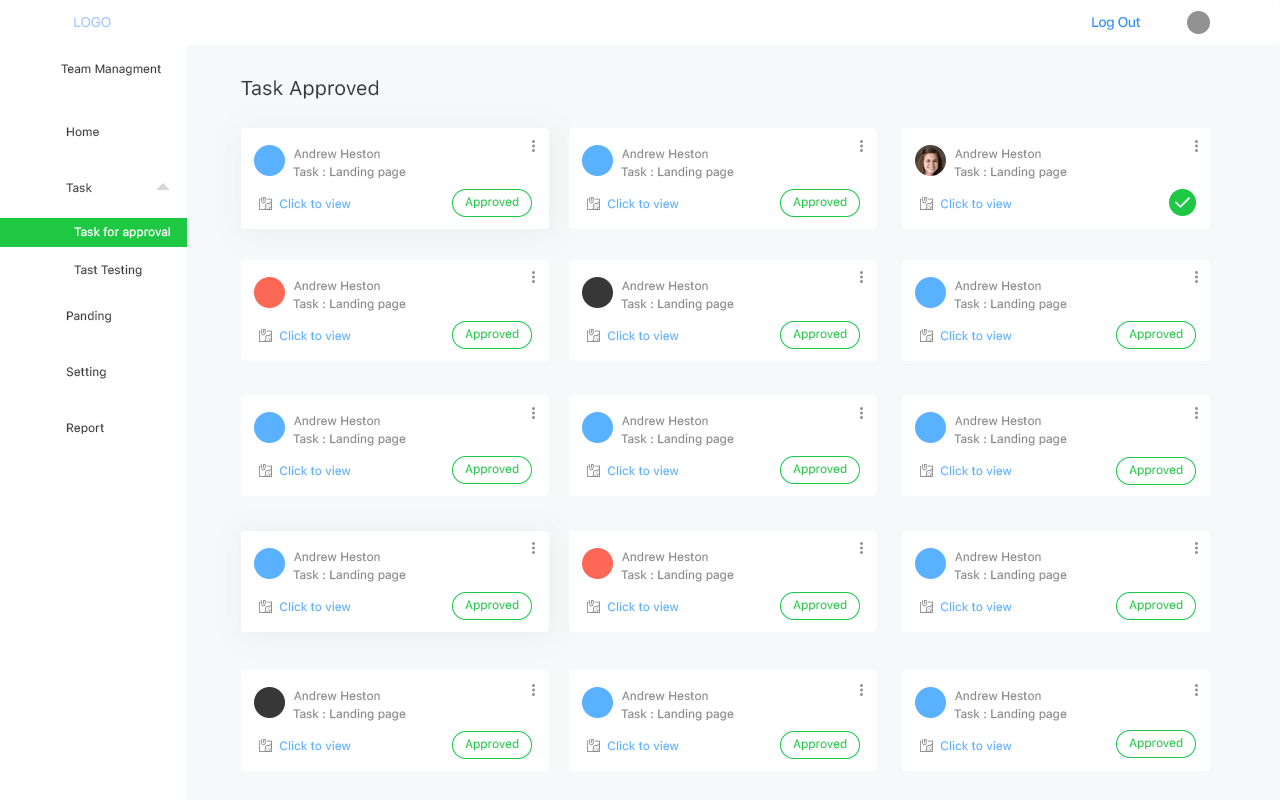 LOGO
Log Out
Team Managment
Home
Task
Task for approval
Tast Testing
Panding
Setting
Report
Task Approved
Andrew Heston
Task : Landing page
Click to view
Approved
Andrew Heston
Task : Landing page
Click to view
Approved
Andrew Heston
Task : Landing page
Click to view
Andrew Heston
Task : Landing page
Click to view
Approved
Andrew Heston
Task : Landing page
Click to view
Approved
Andrew Heston
Task : Landing page
Click to view
Approved
Andrew Heston
Task : Landing page
Click to view
Approved
Andrew Heston
Task : Landing page
Click to view
Approved
Andrew Heston
Task : Landing page
Click to view
Approved
Andrew Heston
Task : Landing page
Click to view
Approved
Andrew Heston
Task : Landing page
Click to view
Approved
Andrew Heston
Task : Landing page
Click to view
Approved
Andrew Heston
Task : Landing page
Click to view
Approved
Andrew Heston
Task : Landing page
Click to view
Approved
Andrew Heston
Task : Landing page
Click to view
Approved